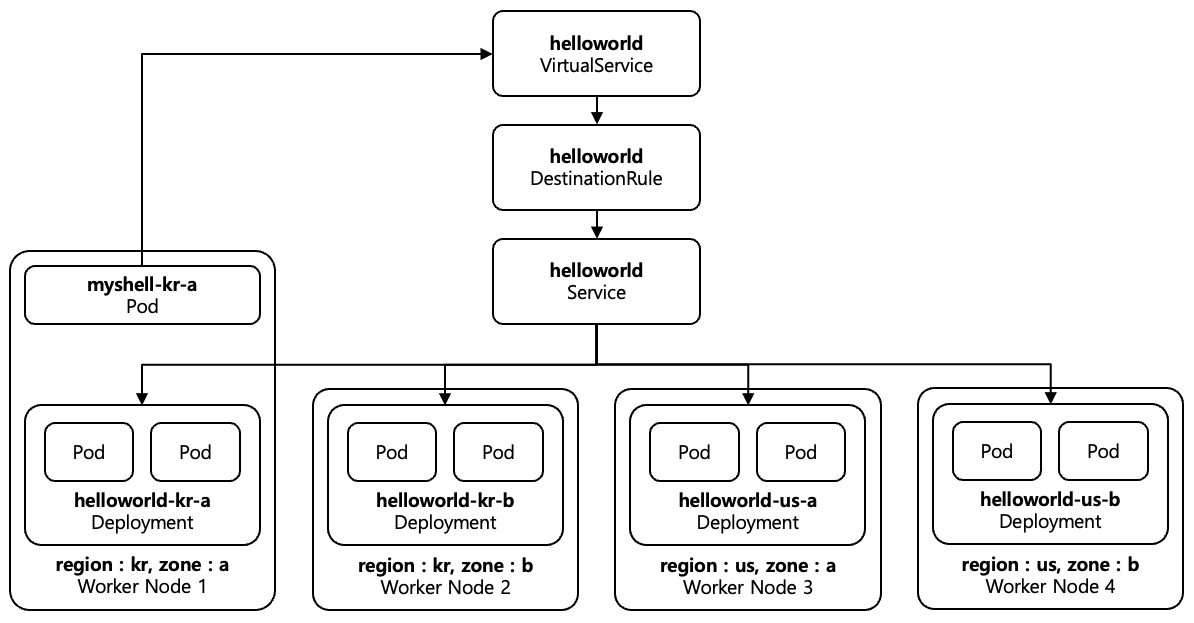 helloworld
VirtualService
helloworld
DestinationRule
helloworld
Service
myshell-kr-a
Pod
Pod
Pod
helloworld-kr-a
Deployment
region : kr, zone : a
Worker Node 1
Pod
Pod
helloworld-kr-b
Deployment
region : kr, zone : b
Worker Node 2
Pod
Pod
helloworld-us-a
Deployment
region : us, zone : a
Worker Node 3
Pod
Pod
helloworld-us-b
Deployment
region : us, zone : b
Worker Node 4